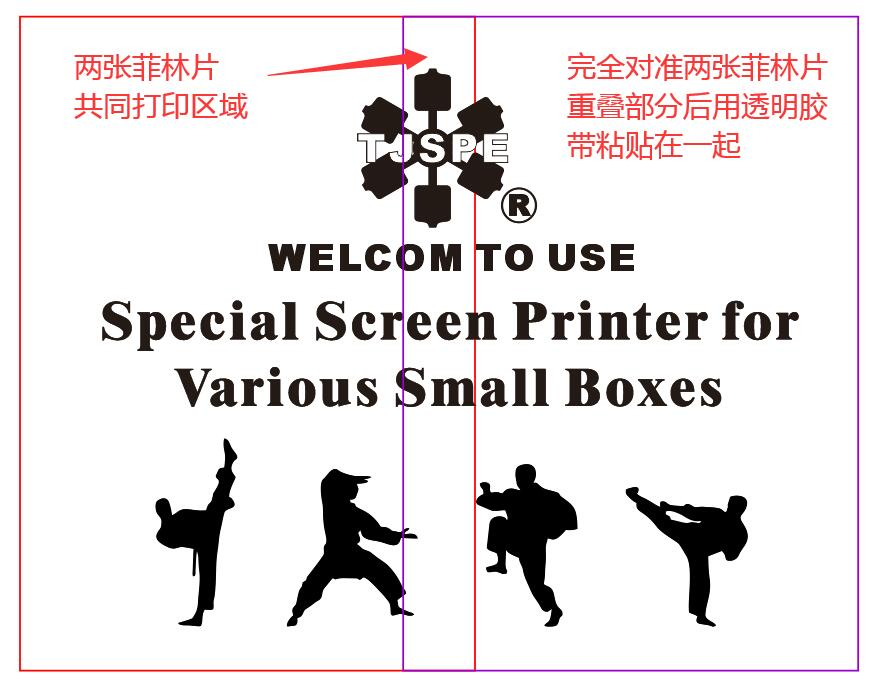 两张菲林片
共同打印区域
完全对准两张菲林片
重叠部分后用透明胶
带粘贴在一起
TJSPE
®
WELCOM TO USE
Special Screen Printer for
Various Small Boxes